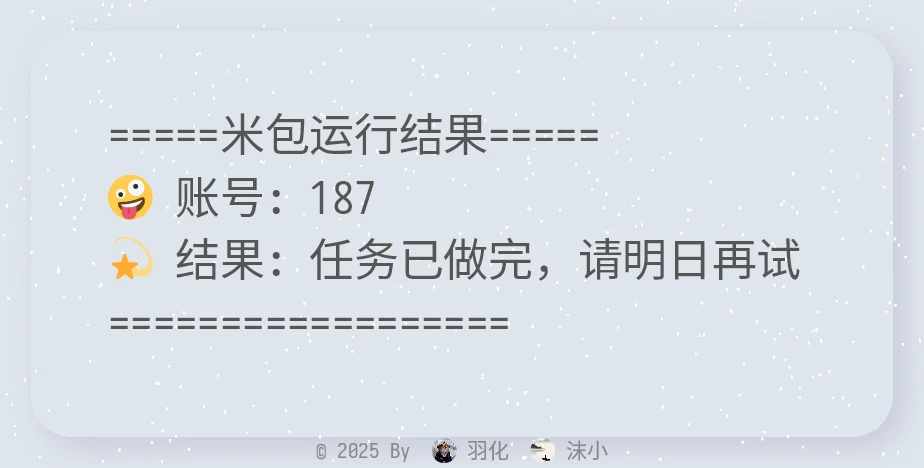 =====米包运行结果=====
🤪 账号：187
💫 结果：任务已做完，请明日再试
==================
© 2025 By 羽化 沫小